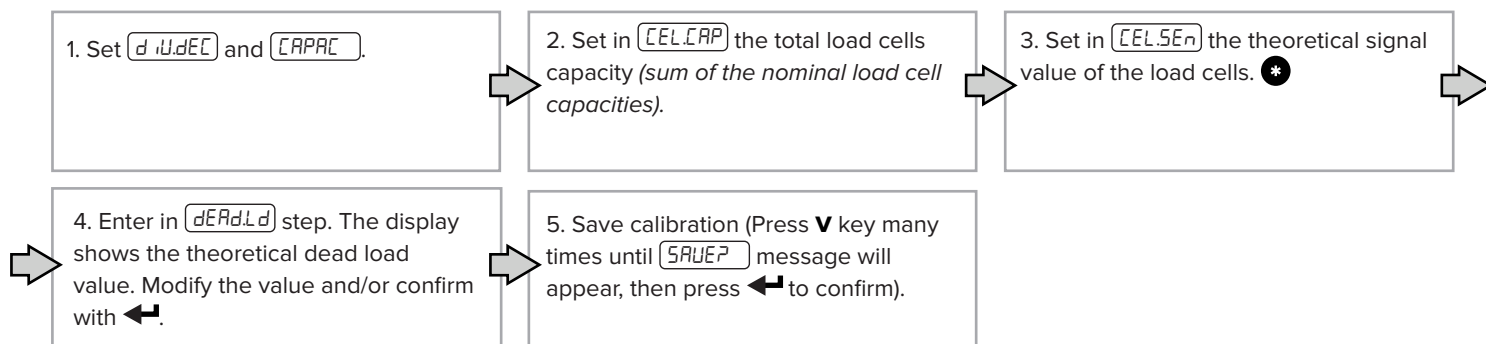 1. Set d iU.dEC and CAPAC.
2. Set in CEL.CAP the total load cells
capacity (sum of the nominal load cell
capacities).
3. Set in CEL.SEn the theoretical signal
value of the load cells. *
4. Enter in dEAd.Ld step. The display
shows the theoretical dead load
value. Modify the value and/or confirm
with ↵.
5. Save calibration (Press V key many
times until SAUE? message will
appear, then press ↵ to confirm).